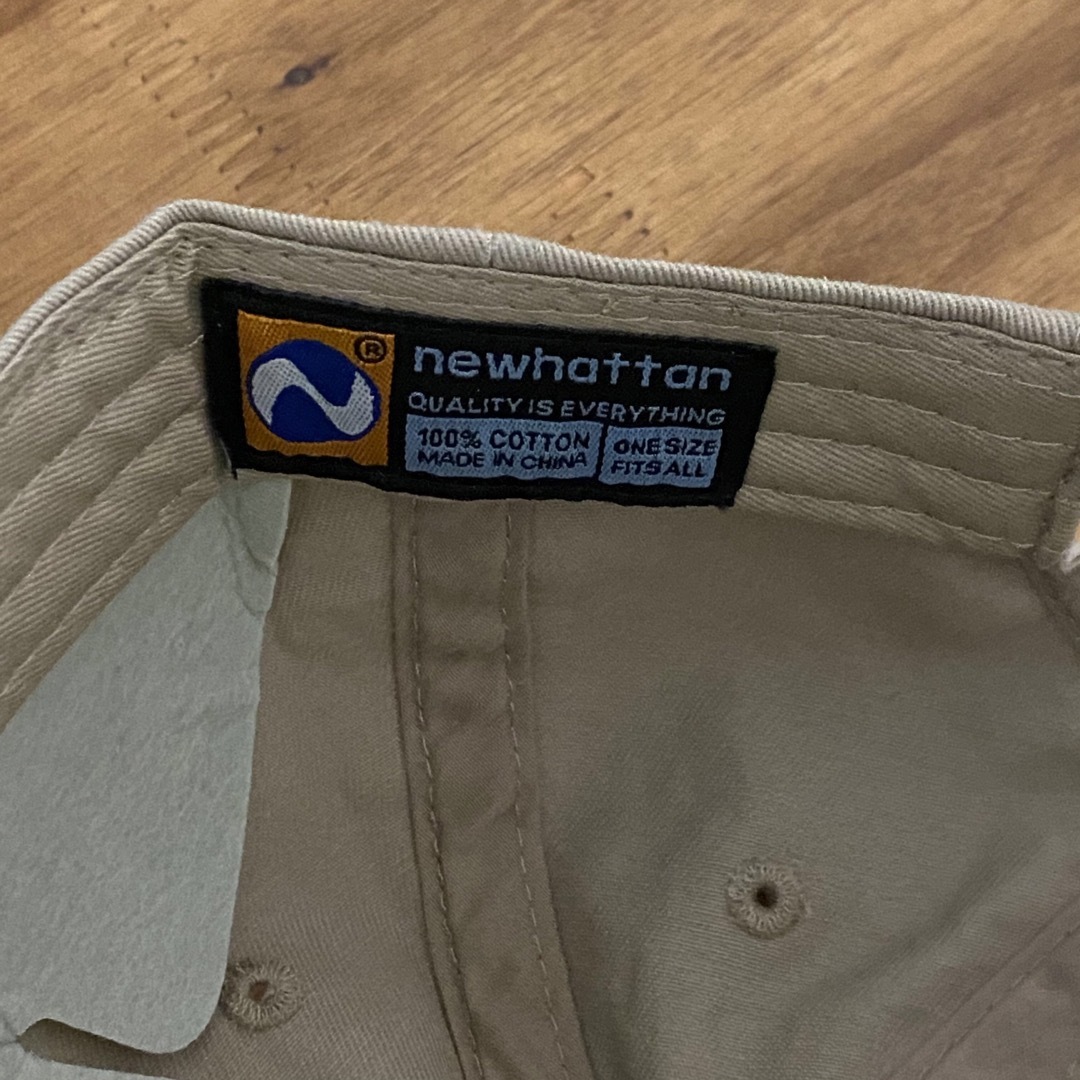 ®
newhattan
QUALITY IS EVERYTHING
100% COTTON
MADE IN CHINA
ONE SIZE
FITS ALL